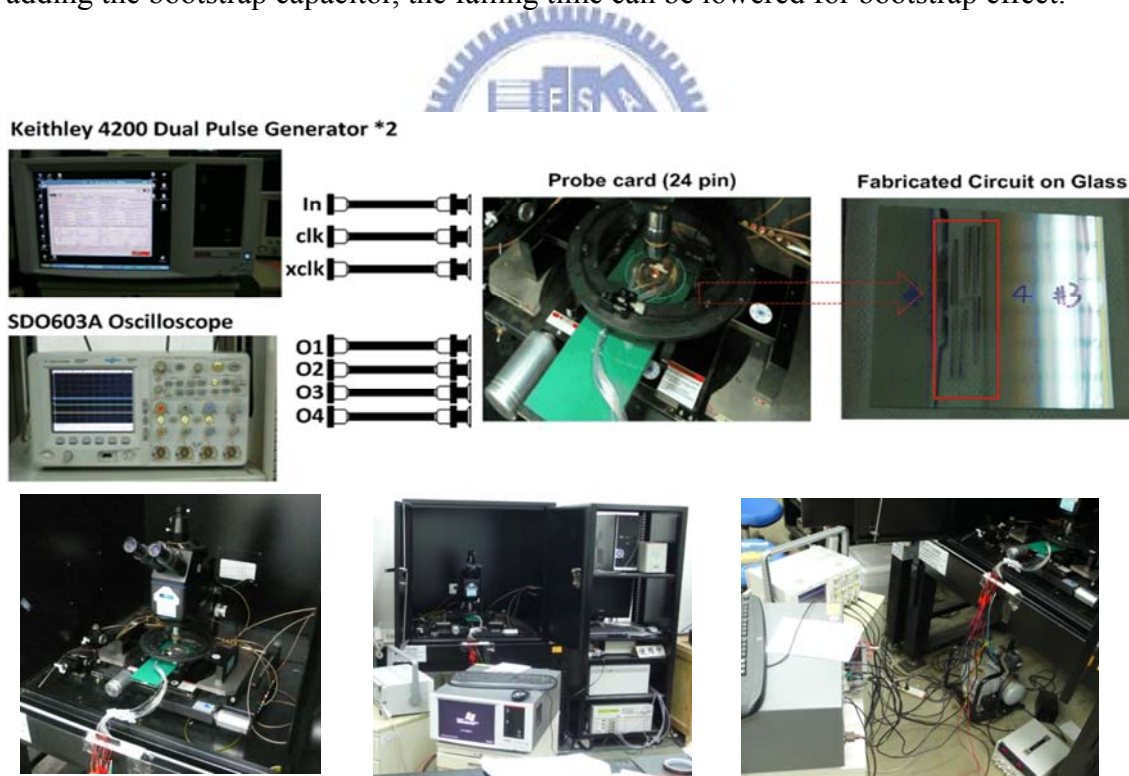 adding the bootstrap capacitor, the falling time can be lowered for bootstrap effect.
E S A
Keithley 4200 Dual Pulse Generator *2
In
clk
xclk
Probe card (24 pin)
Fabricated Circuit on Glass
4 #3
SDO603A Oscilloscope
O1
O2
O3
O4